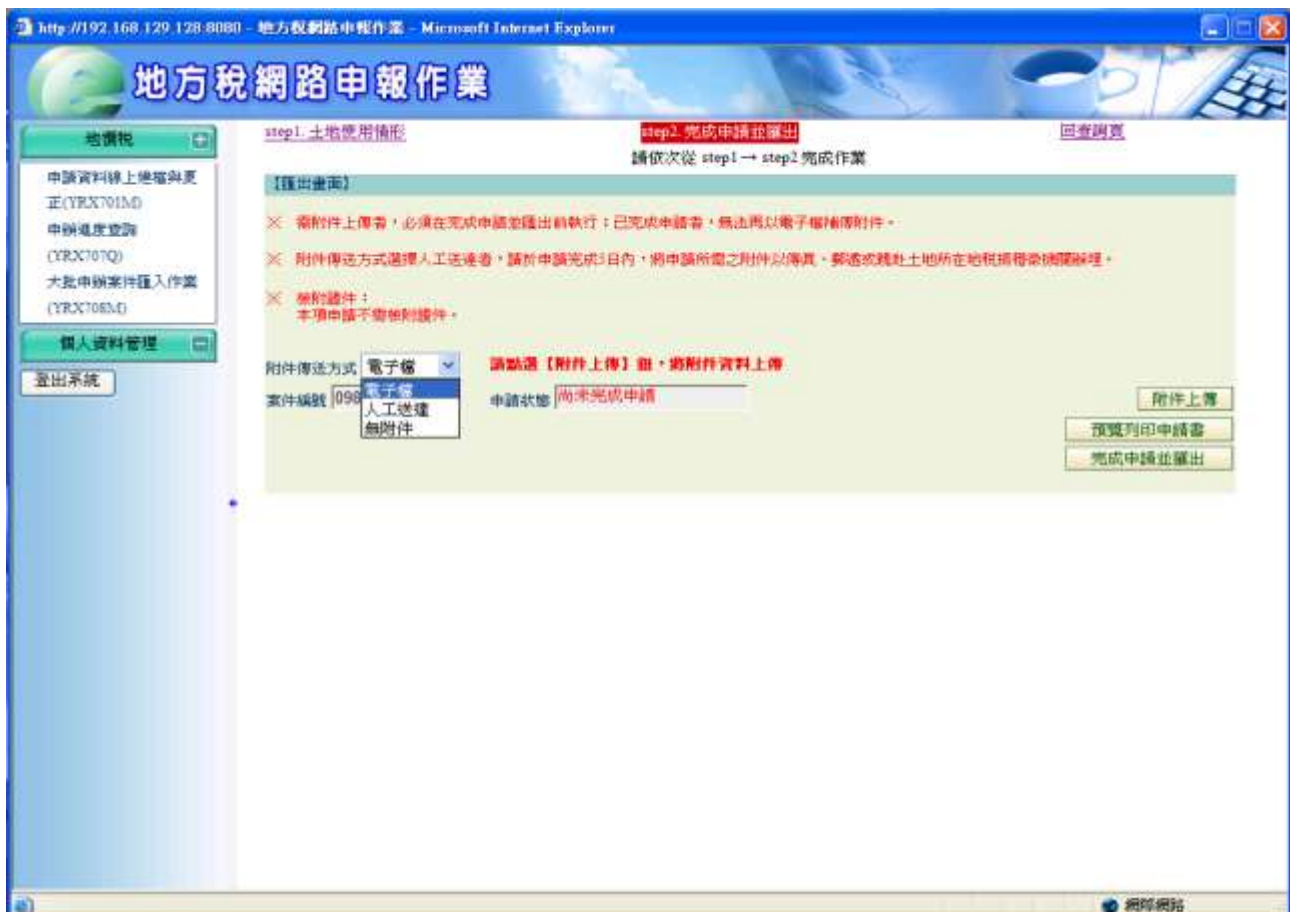 http://192.168.129.128:8080 - 地方稅網路申報作業 - Microsoft Internet Explorer
地方稅網路申報作業
地價稅
申請資料線上建檔與更
正(YRX701M)
申辦進度查詢
(YRX707Q)
大批申辦案件匯入作業
(YRX708M)
個人資料管理
登出系統
step1. 土地使用情形
step2. 完成申請並匯出
回查詢頁
請依次從 step1 → step2 完成作業
【匯出畫面】
※ 需附件上傳者，必須在完成申請並匯出前執行；已完成申請者，無法再以電子檔補傳附件。
※ 附件傳送方式選擇人工送達者，請於申請完成3日內，將申請所需之附件以傳真、郵遞或親赴土地所在地稅捐稽徵機關辦理。
※ 檢附證件：
本項申請不需檢附證件。
附件傳送方式 電子檔 請點選【附件上傳】鈕，將附件資料上傳
電子檔
人工送達
無附件
案件編號 098 申請狀態 尚未完成申請
附件上傳
預覽列印申請書
完成申請並匯出
網際網路